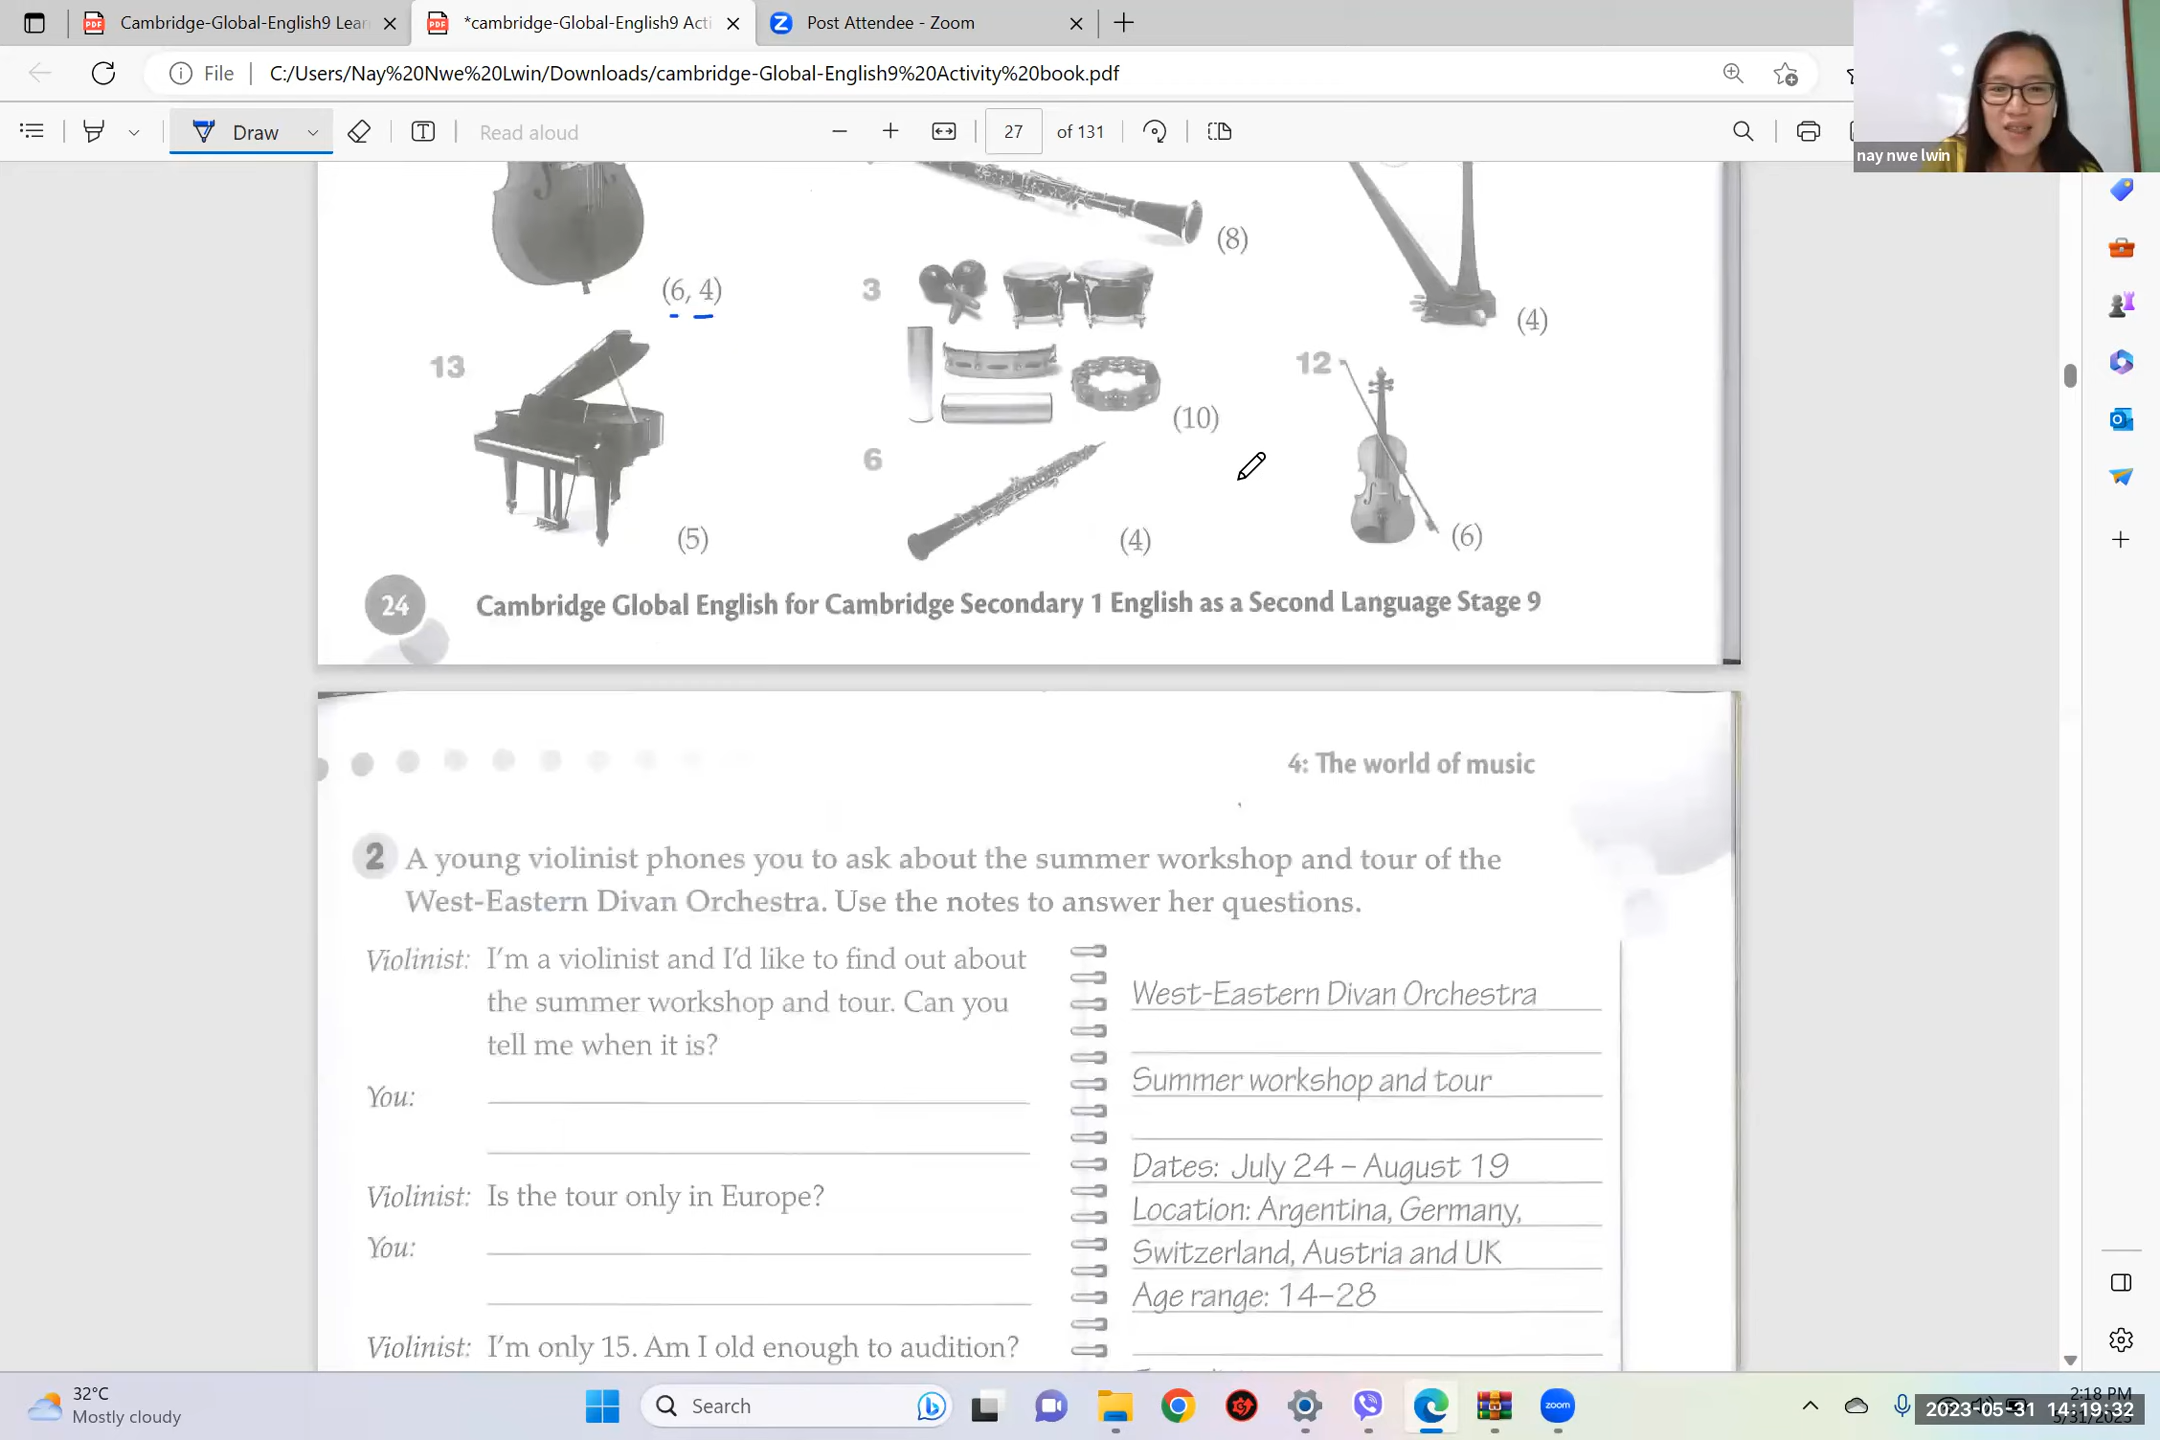 Cambridge-Global-English9 Lear
*cambridge-Global-English9 Acti
Post Attendee - Zoom
File
C:/Users/Nay%20Nwe%20Lwin/Downloads/cambridge-Global-English9%20Activity%20book.pdf
Draw
Read aloud
27 of 131
nay nwe lwin
(8)
(6, 4)
3
(4)
13
12
(10)
6
(5)
(4)
(6)
24 Cambridge Global English for Cambridge Secondary 1 English as a Second Language Stage 9
4: The world of music
2 A young violinist phones you to ask about the summer workshop and tour of the
West-Eastern Divan Orchestra. Use the notes to answer her questions.
Violinist: I'm a violinist and I'd like to find out about
the summer workshop and tour. Can you
tell me when it is?
You:
Violinist: Is the tour only in Europe?
You:
Violinist: I'm only 15. Am I old enough to audition?
West-Eastern Divan Orchestra
Summer workshop and tour
Dates: July 24 – August 19
Location: Argentina, Germany,
Switzerland, Austria and UK
Age range: 14–28
32°C
Mostly cloudy
Search
zoom
2:18 PM
2023-05-31 14:19:32